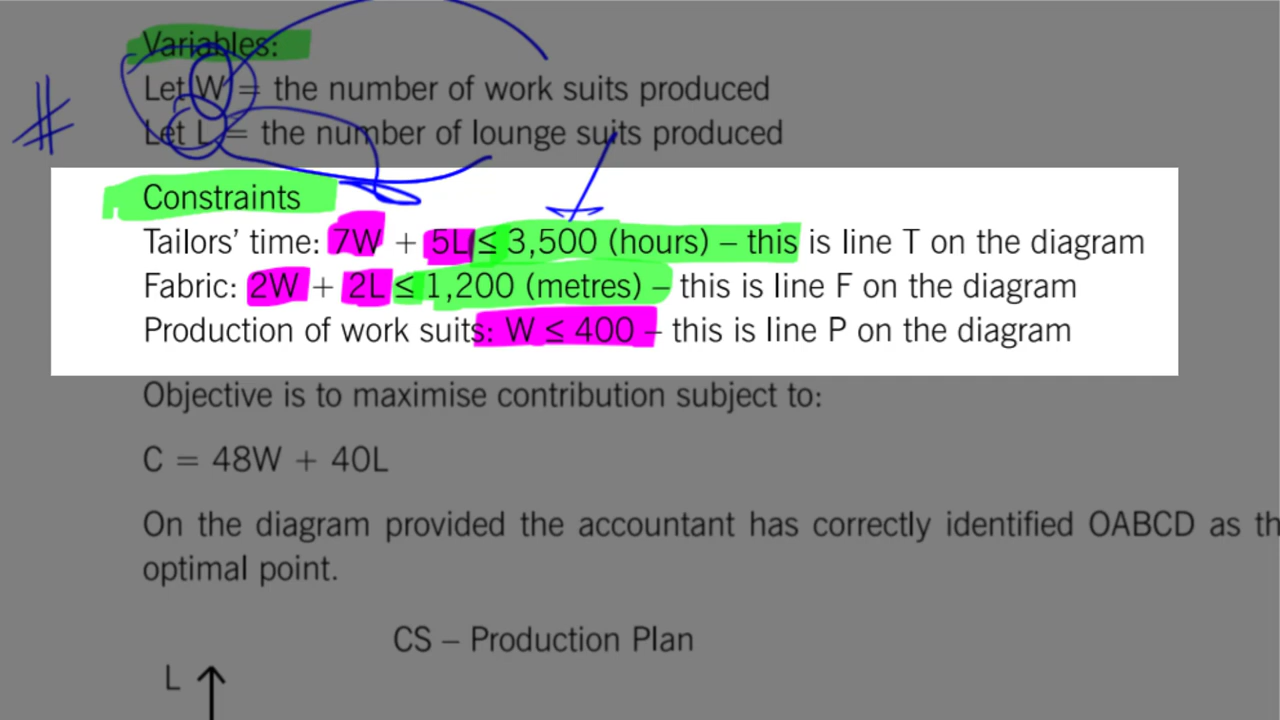 Variables:
Let W = the number of work suits produced
Let L = the number of lounge suits produced
Constraints
Tailors’ time: 7W + 5L ≤ 3,500 (hours) – this is line T on the diagram
Fabric: 2W + 2L ≤ 1,200 (metres) – this is line F on the diagram
Production of work suits: W ≤ 400 – this is line P on the diagram
Objective is to maximise contribution subject to:
C = 48W + 40L
On the diagram provided the accountant has correctly identified OABCD as th
optimal point.
CS – Production Plan
L